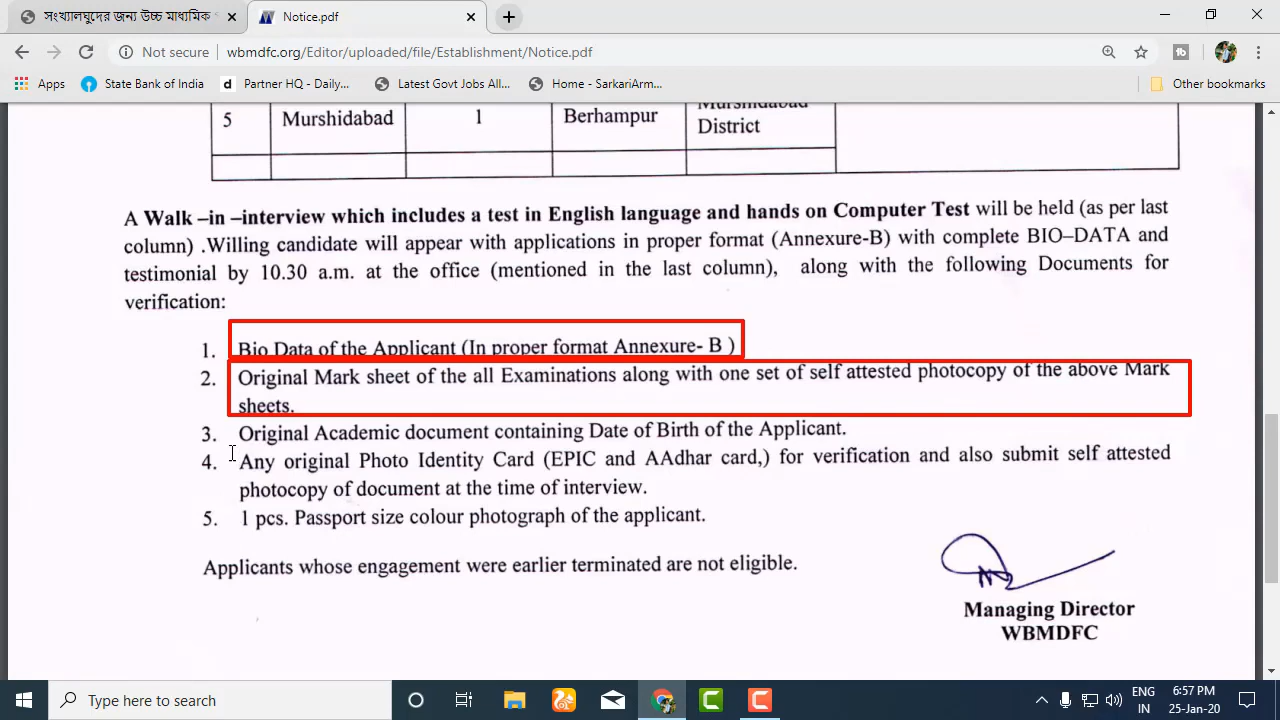 সংখ্যালঘুদের জন্য উচ্চ মাধ্যমিক
Notice.pdf
Not secure
wbmdfc.org/Editor/uploaded/file/Establishment/Notice.pdf
Apps
State Bank of India
Partner HQ - Daily...
Latest Govt Jobs All...
Home - SarkariArm...
Other bookmarks
5 Murshidabad 1 Berhampur Murshidabad
District
A Walk –in –interview which includes a test in English language and hands on Computer Test will be held (as per last
column) .Willing candidate will appear with applications in proper format (Annexure-B) with complete BIO–DATA and
testimonial by 10.30 a.m. at the office (mentioned in the last column), along with the following Documents for
verification:
1. Bio Data of the Applicant (In proper format Annexure- B )
2. Original Mark sheet of the all Examinations along with one set of self attested photocopy of the above Mark
sheets.
3. Original Academic document containing Date of Birth of the Applicant.
4. Any original Photo Identity Card (EPIC and AAdhar card,) for verification and also submit self attested
photocopy of document at the time of interview.
5. 1 pcs. Passport size colour photograph of the applicant.
Applicants whose engagement were earlier terminated are not eligible.
Managing Director
WBMDFC
Type here to search
ENG
IN
6:57 PM
25-Jan-20